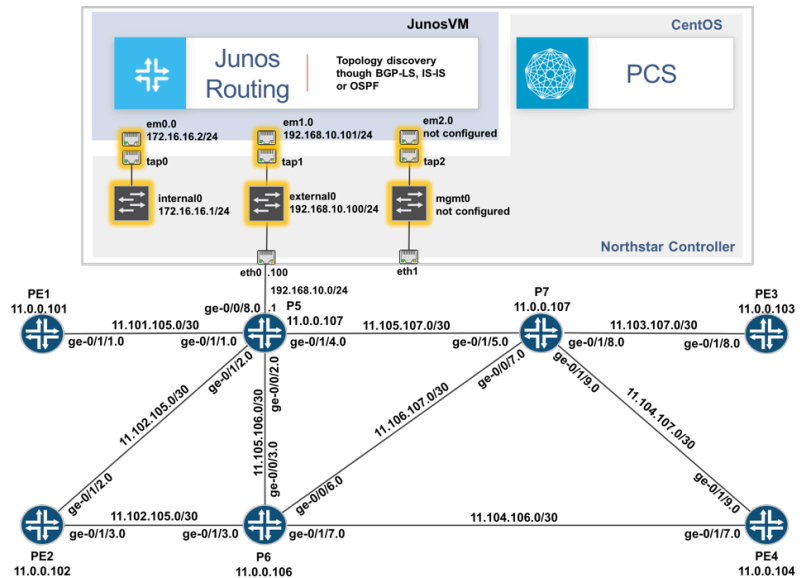 JunosVM
CentOS
Junos
Routing
Topology discovery
though BGP-LS, IS-IS
or OSPF
PCS
em0.0
172.16.16.2/24
em1.0
192.168.10.101/24
em2.0
not configured
tap0
tap1
tap2
internal0
172.16.16.1/24
external0
192.168.10.100/24
mgmt0
not configured
Northstar Controller
eth0
.100
eth1
192.168.10.0/24
PE1
11.0.0.101
ge-0/0/8.0
.1
P5
11.0.0.107
P7
11.0.0.107
PE3
11.0.0.103
11.101.105.0/30
ge-0/1/1.0
ge-0/1/1.0
11.105.107.0/30
ge-0/1/4.0
ge-0/1/5.0
11.103.107.0/30
ge-0/1/8.0
ge-0/1/8.0
ge-0/1/2.0
11.102.105.0/30
ge-0/1/2.0
ge-0/0/2.0
11.105.106.0/30
ge-0/0/3.0
ge-0/0/7.0
11.106.107.0/30
ge-0/0/6.0
ge-0/1/9.0
11.104.107.0/30
ge-0/1/9.0
11.102.105.0/30
ge-0/1/3.0
ge-0/1/3.0
11.104.106.0/30
ge-0/1/7.0
ge-0/1/7.0
PE2
11.0.0.102
P6
11.0.0.106
PE4
11.0.0.104